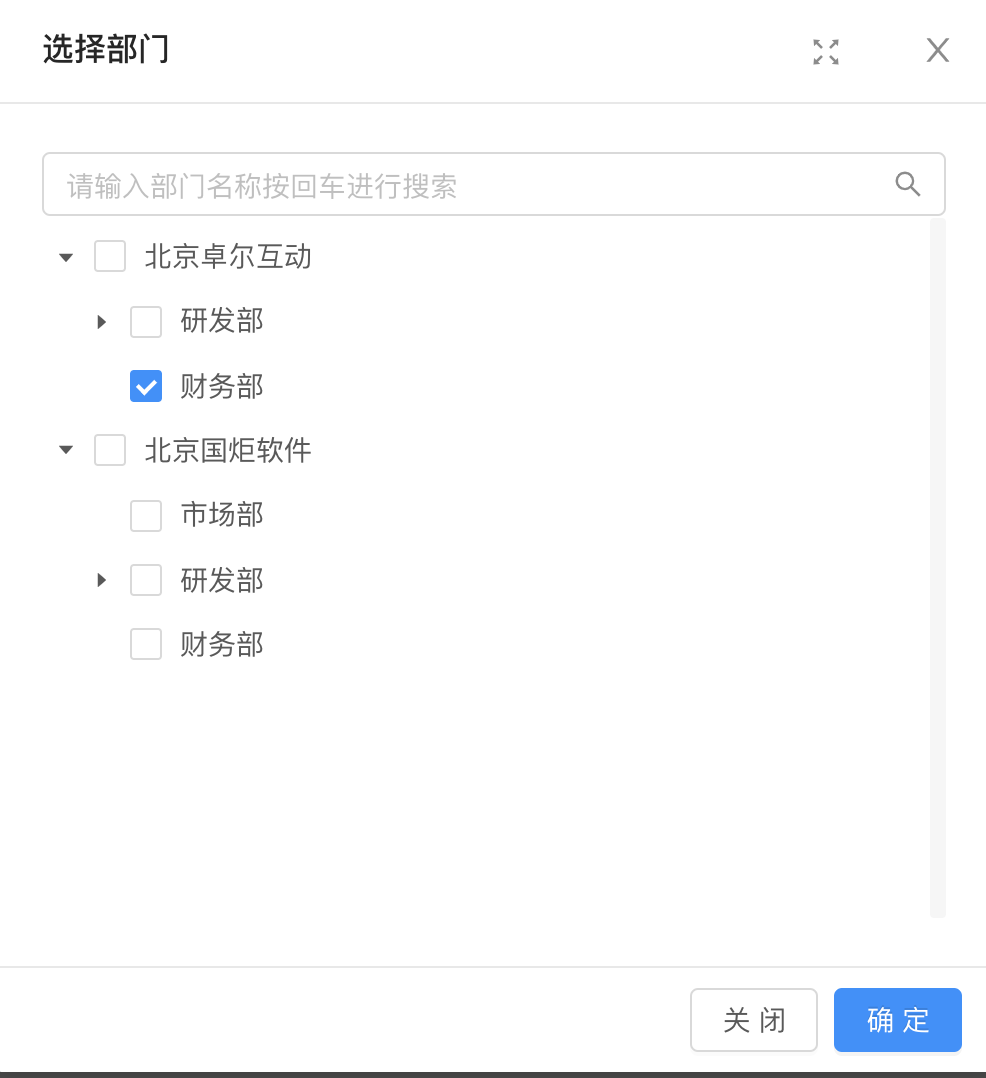 选择部门
请输入部门名称按回车进行搜索
北京卓尔互动
研发部
财务部
北京国炬软件
市场部
研发部
财务部
关 闭
确 定